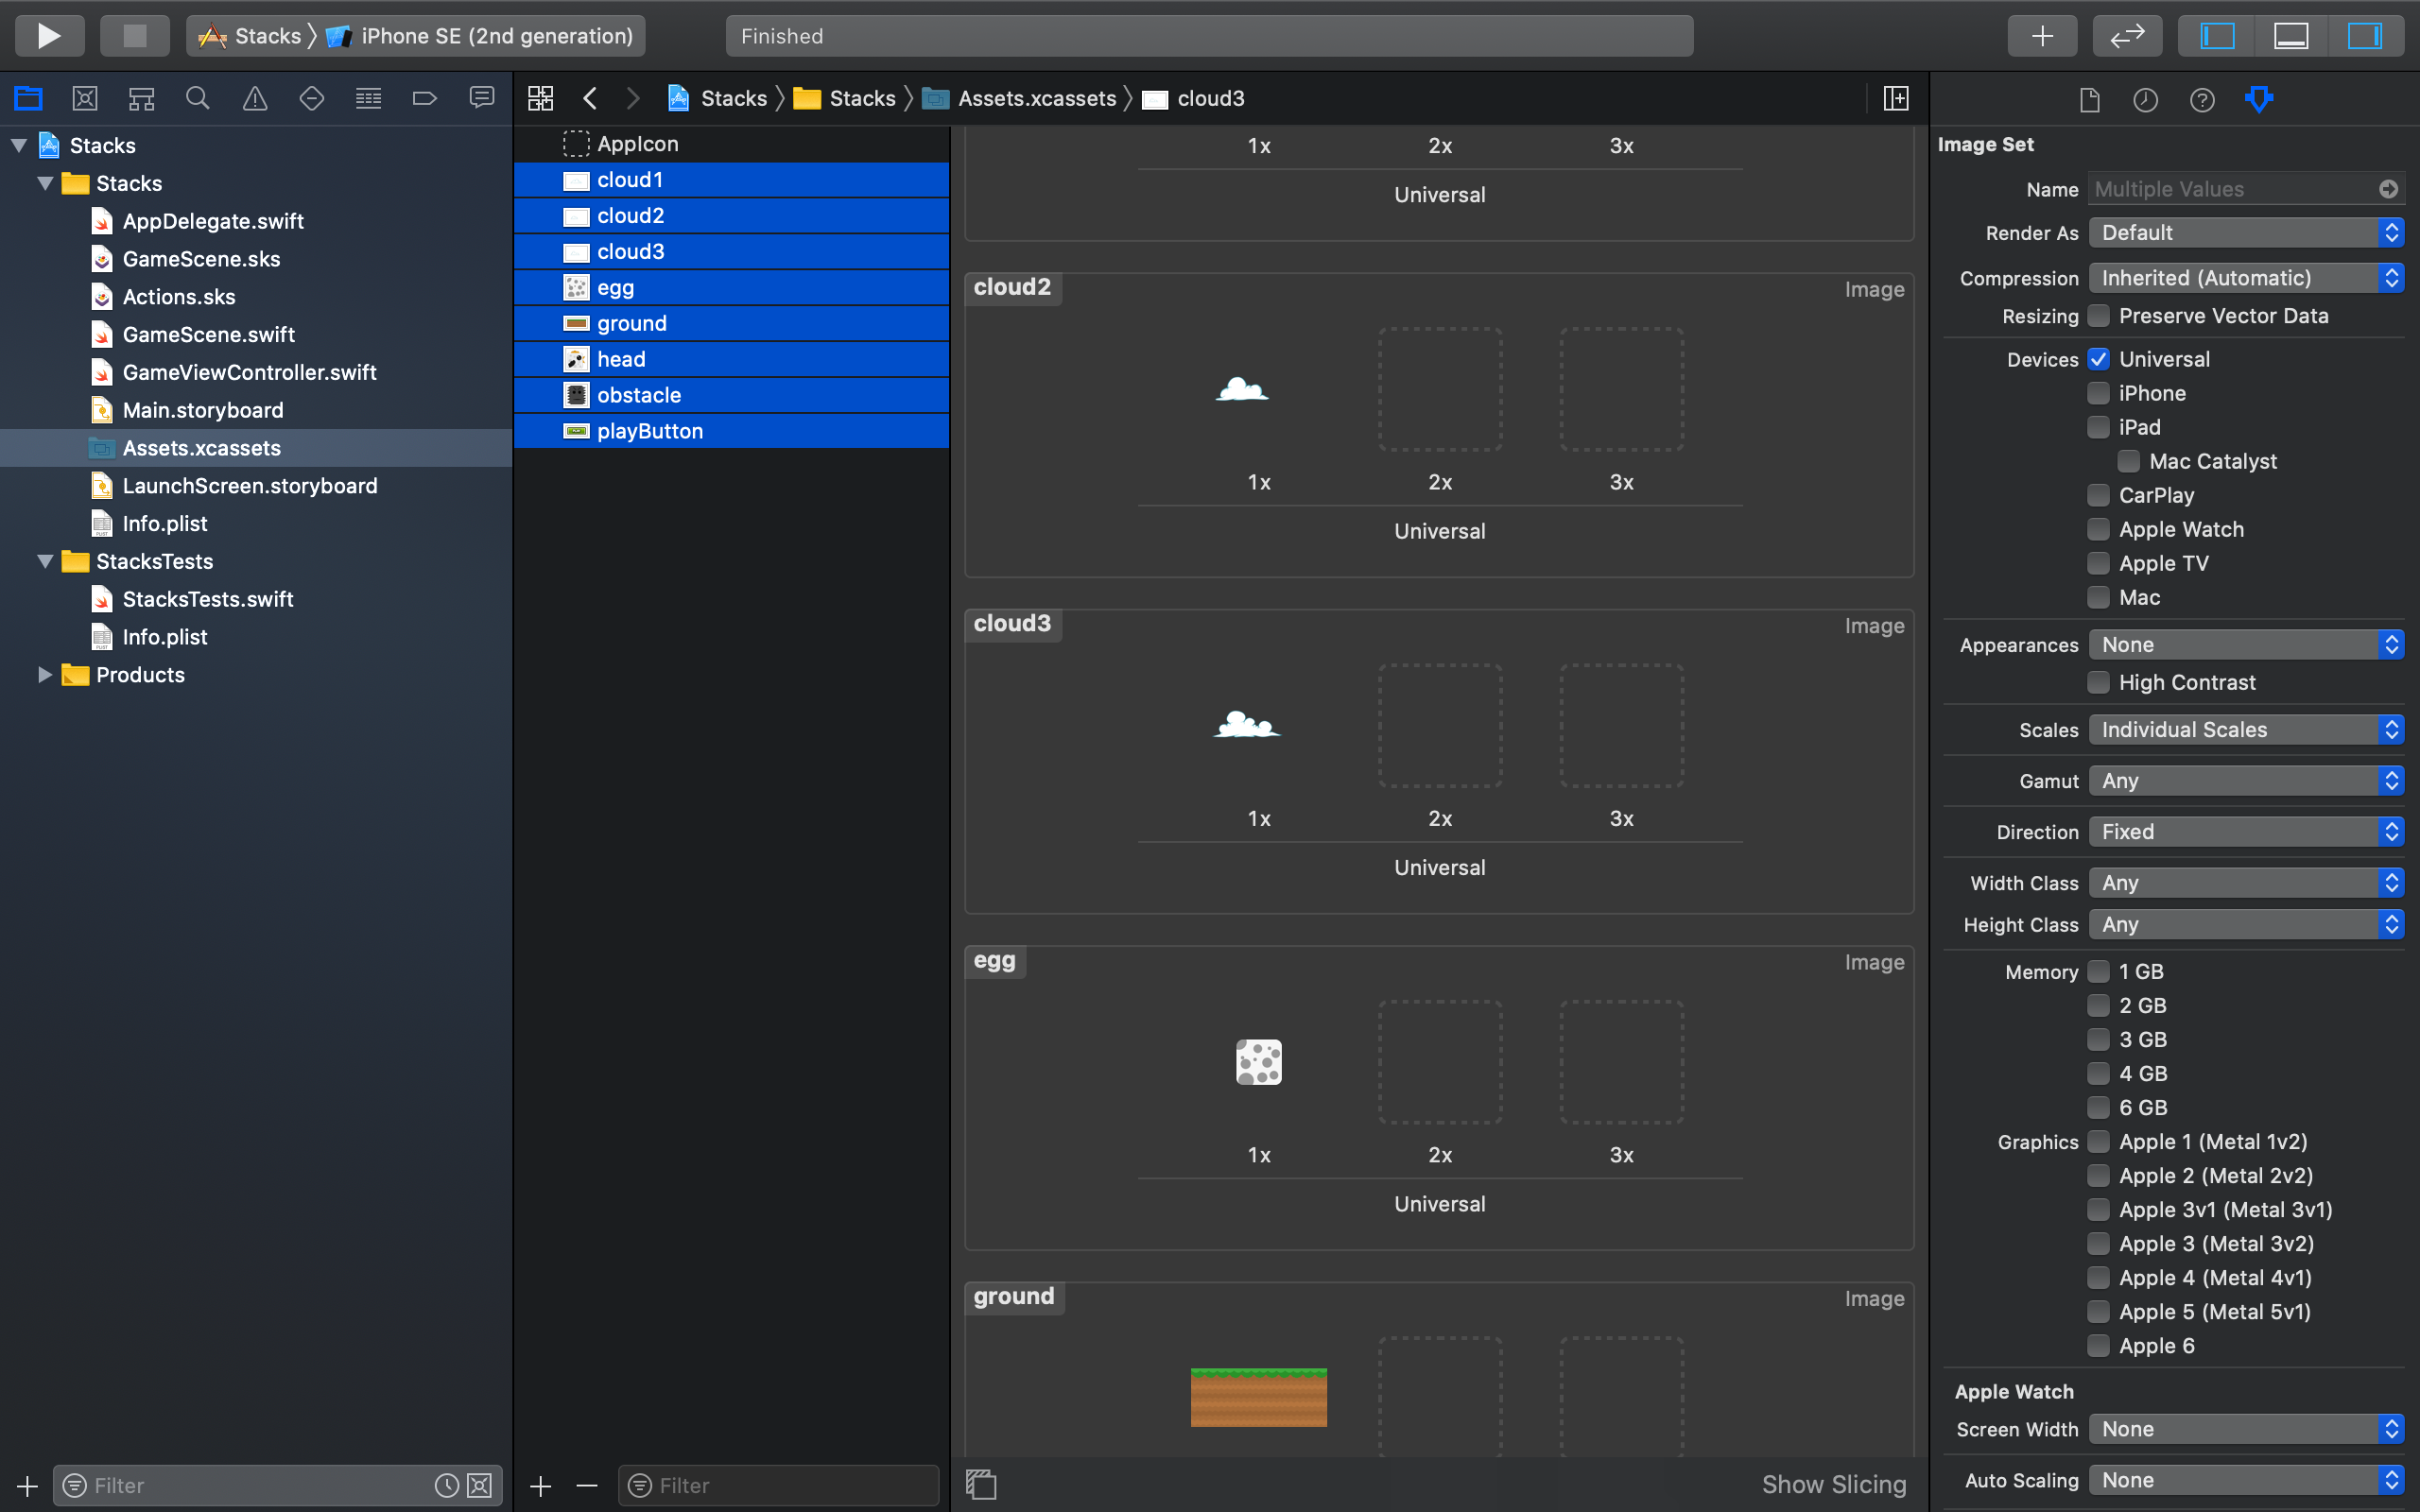 Stacks
iPhone SE (2nd generation)
Finished
Stacks
Stacks
AppDelegate.swift
GameScene.sks
Actions.sks
GameScene.swift
GameViewController.swift
Main.storyboard
Assets.xcassets
LaunchScreen.storyboard
Info.plist
StacksTests
StacksTests.swift
Info.plist
Products
Filter
Stacks
Stacks
Assets.xcassets
cloud3
AppIcon
cloud1
cloud2
cloud3
egg
ground
head
obstacle
playButton
Filter
1x 2x 3x
Universal
cloud2 Image
1x 2x 3x
Universal
cloud3 Image
1x 2x 3x
Universal
egg Image
1x 2x 3x
Universal
ground Image
Show Slicing
Image Set
Name Multiple Values
Render As Default
Compression Inherited (Automatic)
Resizing Preserve Vector Data
Devices Universal
iPhone
iPad
Mac Catalyst
CarPlay
Apple Watch
Apple TV
Mac
Appearances None
High Contrast
Scales Individual Scales
Gamut Any
Direction Fixed
Width Class Any
Height Class Any
Memory 1 GB
2 GB
3 GB
4 GB
6 GB
Graphics Apple 1 (Metal 1v2)
Apple 2 (Metal 2v2)
Apple 3v1 (Metal 3v1)
Apple 3 (Metal 3v2)
Apple 4 (Metal 4v1)
Apple 5 (Metal 5v1)
Apple 6
Apple Watch
Screen Width None
Auto Scaling None